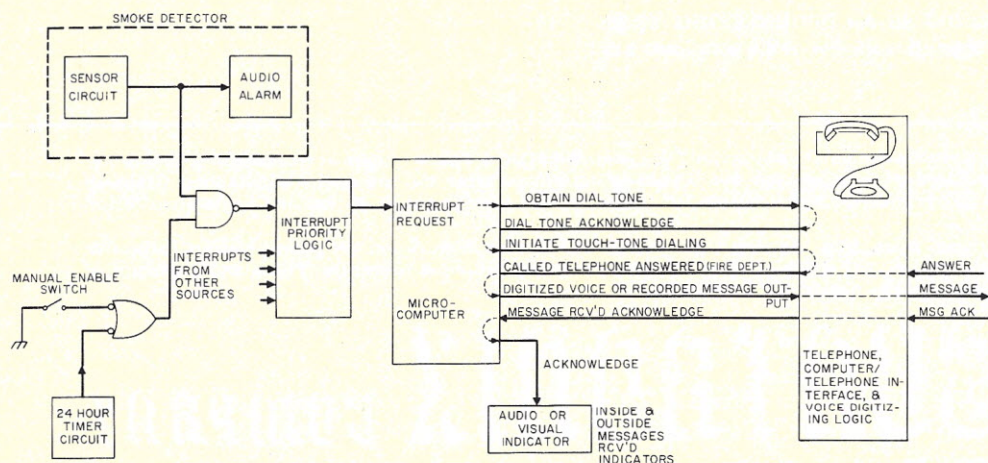 SMOKE DETECTOR
SENSOR
CIRCUIT
AUDIO
ALARM
INTERRUPT
PRIORITY
LOGIC
INTERRUPTS
FROM
OTHER
SOURCES
MANUAL ENABLE
SWITCH
24 HOUR
TIMER
CIRCUIT
INTERRUPT
REQUEST
MICRO-
COMPUTER
OBTAIN DIAL TONE
DIAL TONE ACKNOWLEDGE
INITIATE TOUCH-TONE DIALING
CALLED TELEPHONE ANSWERED (FIRE DEPT.)
DIGITIZED VOICE OR RECORDED MESSAGE OUT-
PUT
MESSAGE RCV'D ACKNOWLEDGE
ACKNOWLEDGE
AUDIO OR
VISUAL
INDICATOR
INSIDE &
OUTSIDE
MESSAGES
RCV'D
INDICATORS
ANSWER
MESSAGE
MSG ACK
TELEPHONE,
COMPUTER/
TELEPHONE IN-
TERFACE, &
VOICE DIGITIZ-
ING LOGIC